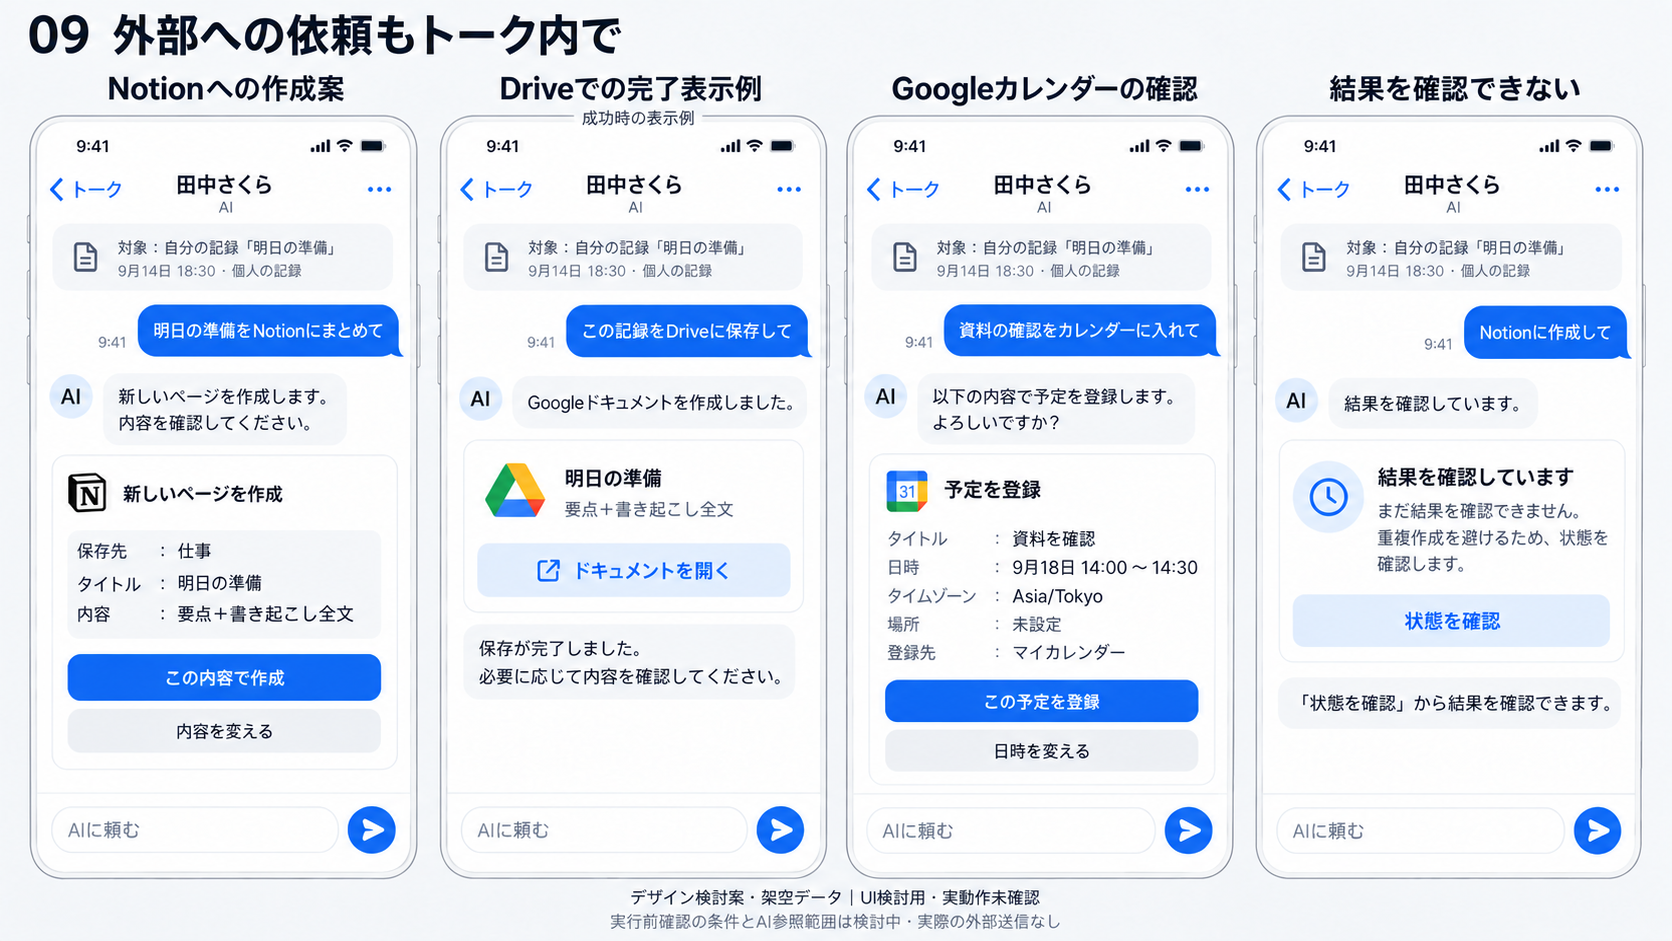 09 外部への依頼もトーク内で
Notionへの作成案
9:41
トーク
田中さくら
AI
対象：自分の記録「明日の準備」
9月14日 18:30・個人の記録
明日の準備をNotionにまとめて
9:41
AI
新しいページを作成します。
内容を確認してください。
N
新しいページを作成
保存先 ： 仕事
タイトル ： 明日の準備
内容 ： 要点＋書き起こし全文
この内容で作成
内容を変える
AIに頼む
Driveでの完了表示例
成功時の表示例
9:41
トーク
田中さくら
AI
対象：自分の記録「明日の準備」
9月14日 18:30・個人の記録
この記録をDriveに保存して
9:41
AI
Googleドキュメントを作成しました。
明日の準備
要点＋書き起こし全文
ドキュメントを開く
保存が完了しました。
必要に応じて内容を確認してください。
AIに頼む
Googleカレンダーの確認
9:41
トーク
田中さくら
AI
対象：自分の記録「明日の準備」
9月14日 18:30・個人の記録
資料の確認をカレンダーに入れて
9:41
AI
以下の内容で予定を登録します。
よろしいですか？
31
予定を登録
タイトル ： 資料を確認
日時 ： 9月18日 14:00 〜 14:30
タイムゾーン ： Asia/Tokyo
場所 ： 未設定
登録先 ： マイカレンダー
この予定を登録
日時を変える
AIに頼む
結果を確認できない
9:41
トーク
田中さくら
AI
対象：自分の記録「明日の準備」
9月14日 18:30・個人の記録
Notionに作成して
9:41
AI
結果を確認しています。
結果を確認しています
まだ結果を確認できません。
重複作成を避けるため、状態を
確認します。
状態を確認
「状態を確認」から結果を確認できます。
AIに頼む
デザイン検討案・架空データ｜UI検討用・実動作未確認
実行前確認の条件とAI参照範囲は検討中・実際の外部送信なし